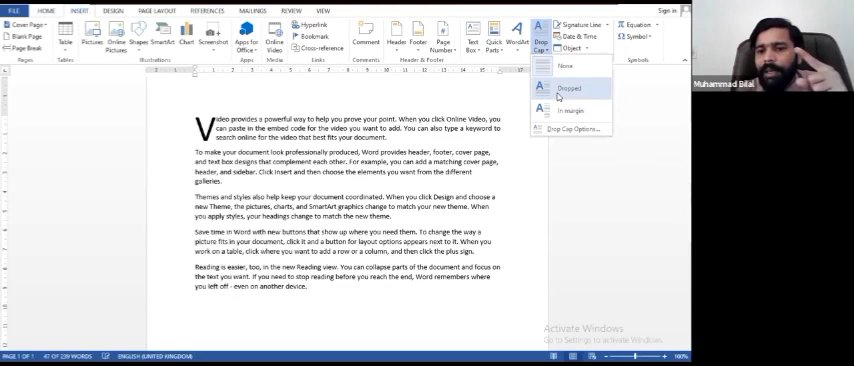 FILE HOME INSERT DESIGN PAGE LAYOUT REFERENCES MAILINGS REVIEW VIEW Sign in
Cover Page
Blank Page
Page Break
Pages
Table
Tables
Pictures
Online Pictures
Shapes
SmartArt
Chart
Screenshot
Illustrations
Apps for Office
Apps
Online Video
Media
Hyperlink
Bookmark
Cross-reference
Links
Comment
Header
Footer
Page Number
Header & Footer
Text Box
Quick Parts
WordArt
Drop Cap
Signature Line
Date & Time
Object
Equation
Symbol
Symbols
None
Dropped
In margin
Drop Cap Options...
Muhammad Bilal
Video provides a powerful way to help you prove your point. When you click Online Video, you
can paste in the embed code for the video you want to add. You can also type a keyword to
search online for the video that best fits your document.
To make your document look professionally produced, Word provides header, footer, cover page,
and text box designs that complement each other. For example, you can add a matching cover page,
header, and sidebar. Click Insert and then choose the elements you want from the different
galleries.
Themes and styles also help keep your document coordinated. When you click Design and choose a
new Theme, the pictures, charts, and SmartArt graphics change to match your new theme. When
you apply styles, your headings change to match the new theme.
Save time in Word with new buttons that show up where you need them. To change the way a
picture fits in your document, click it and a button for layout options appears next to it. When you
work on a table, click where you want to add a row or a column, and then click the plus sign.
Reading is easier, too, in the new Reading view. You can collapse parts of the document and focus on
the text you want. If you need to stop reading before you reach the end, Word remembers where
you left off - even on another device.
Activate Windows
Go to Settings to activate Windows.
PAGE 1 OF 1 47 OF 239 WORDS ENGLISH (UNITED KINGDOM) 100%